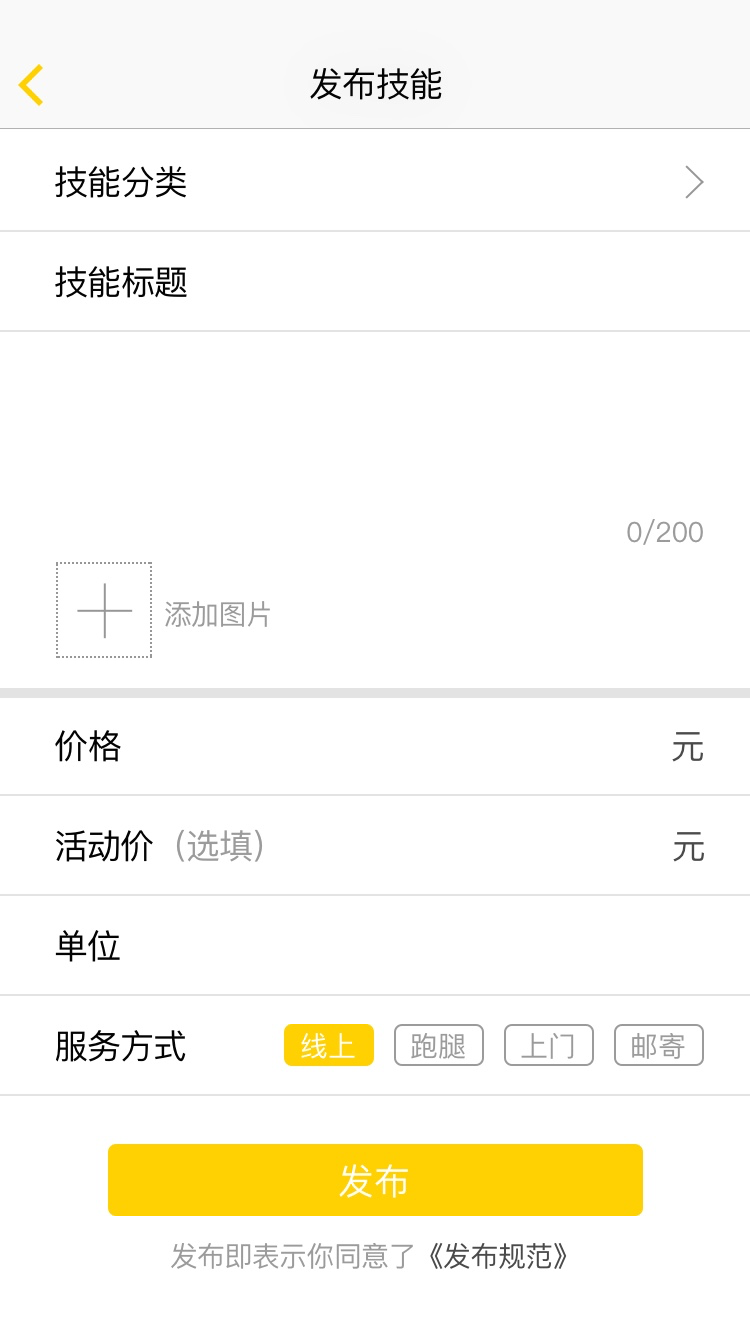 发布技能
技能分类
技能标题
0/200
添加图片
价格 元
活动价（选填） 元
单位
服务方式 线上 跑腿 上门 邮寄
发布
发布即表示你同意了《发布规范》